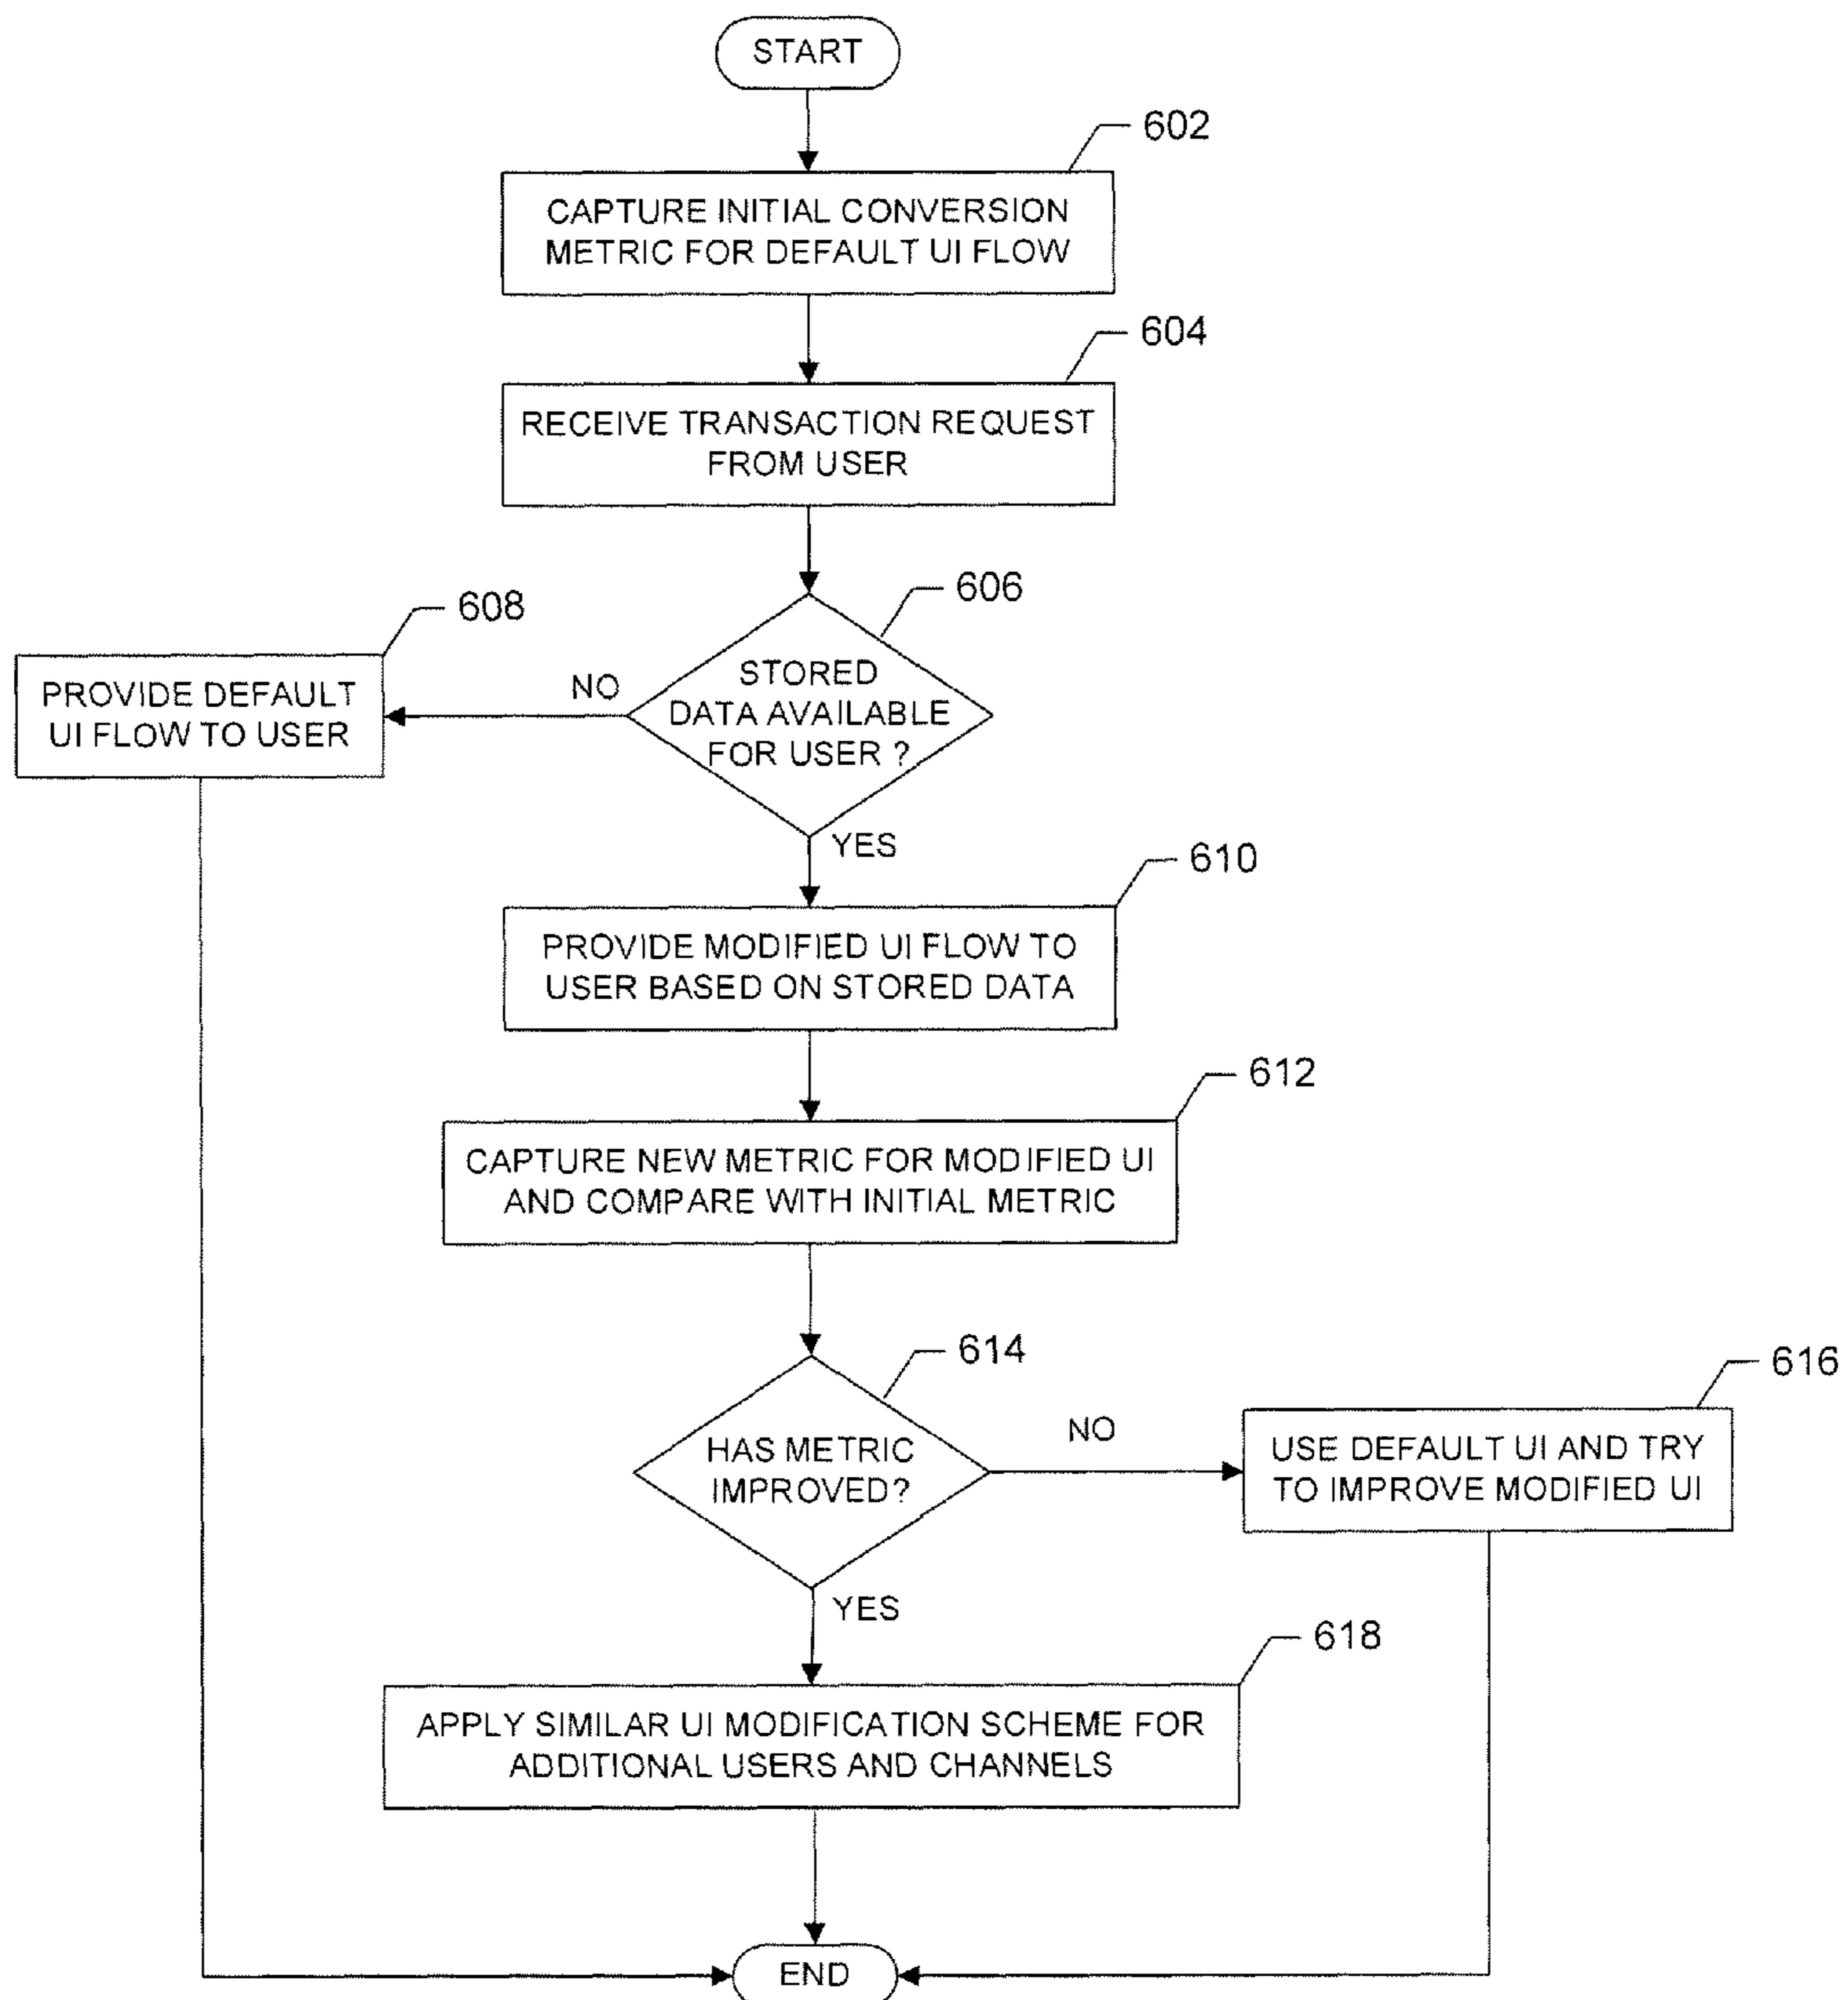 START
602
CAPTURE INITIAL CONVERSION
METRIC FOR DEFAULT UI FLOW
604
RECEIVE TRANSACTION REQUEST
FROM USER
606
STORED
DATA AVAILABLE
FOR USER ?
NO
608
PROVIDE DEFAULT
UI FLOW TO USER
YES
610
PROVIDE MODIFIED UI FLOW TO
USER BASED ON STORED DATA
612
CAPTURE NEW METRIC FOR MODIFIED UI
AND COMPARE WITH INITIAL METRIC
614
HAS METRIC
IMPROVED?
NO
616
USE DEFAULT UI AND TRY
TO IMPROVE MODIFIED UI
YES
618
APPLY SIMILAR UI MODIFICATION SCHEME FOR
ADDITIONAL USERS AND CHANNELS
END